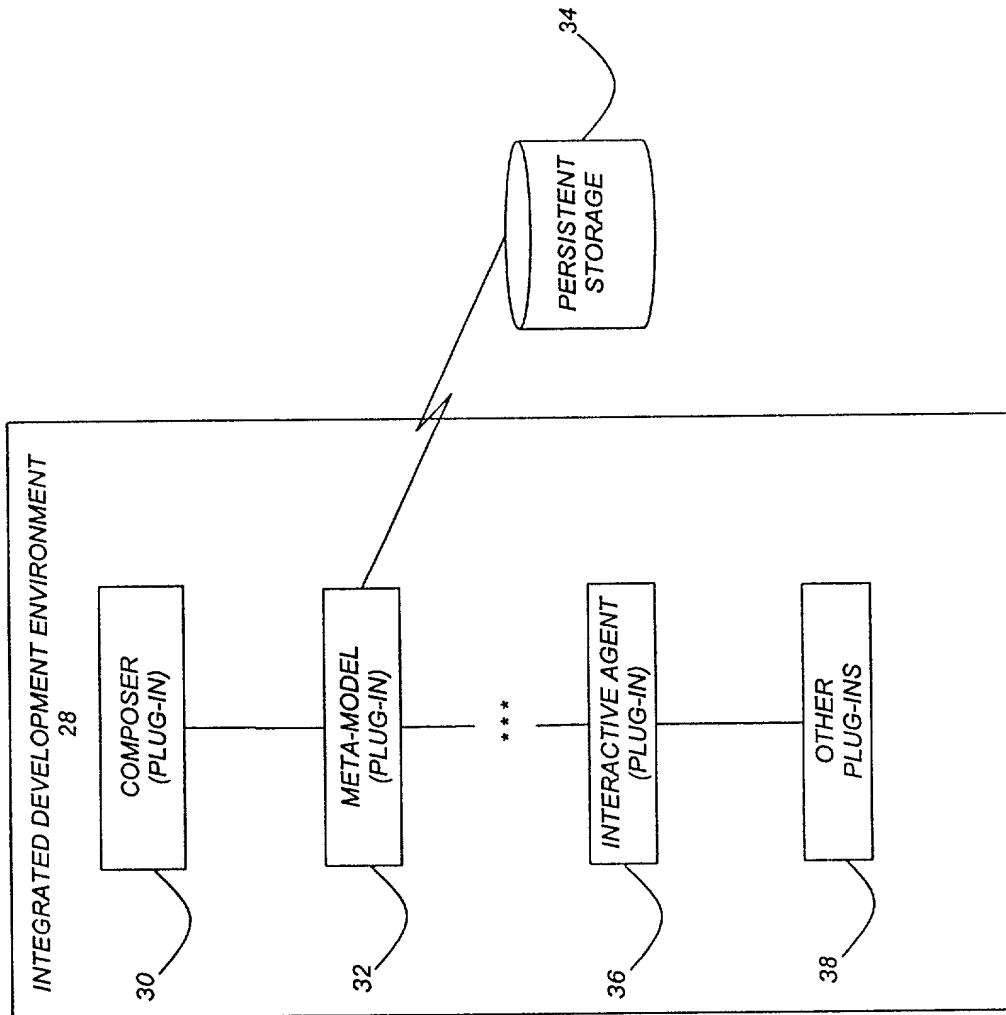 INTEGRATED DEVELOPMENT ENVIRONMENT
28
COMPOSER
(PLUG-IN)
30
META-MODEL
(PLUG-IN)
32
PERSISTENT
STORAGE
34
***
INTERACTIVE AGENT
(PLUG-IN)
36
OTHER
PLUG-INS
38